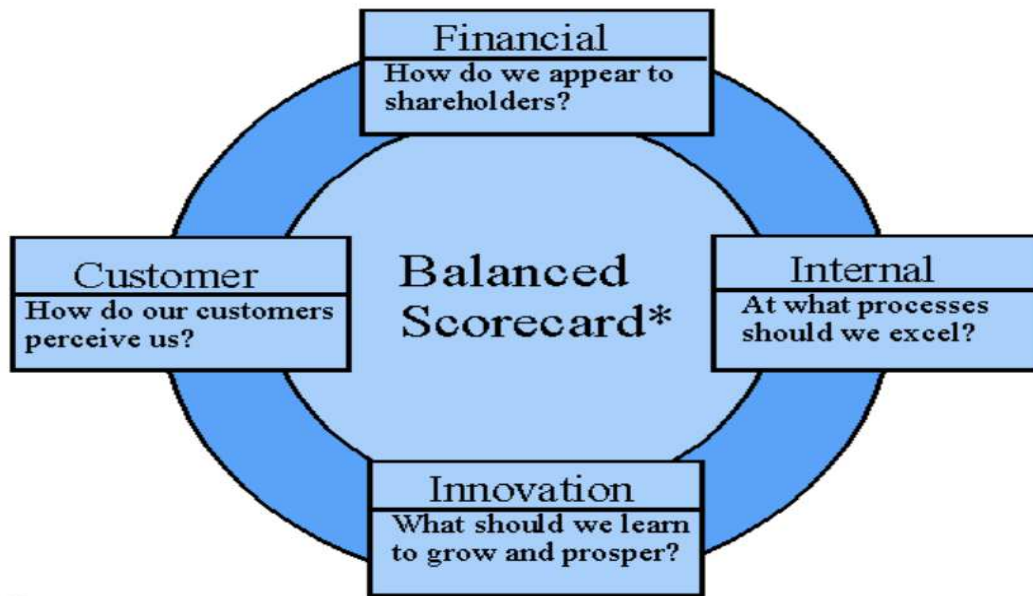 Financial
How do we appear to
shareholders?
Customer
How do our customers
perceive us?
Balanced
Scorecard*
Internal
At what processes
should we excel?
Innovation
What should we learn
to grow and prosper?